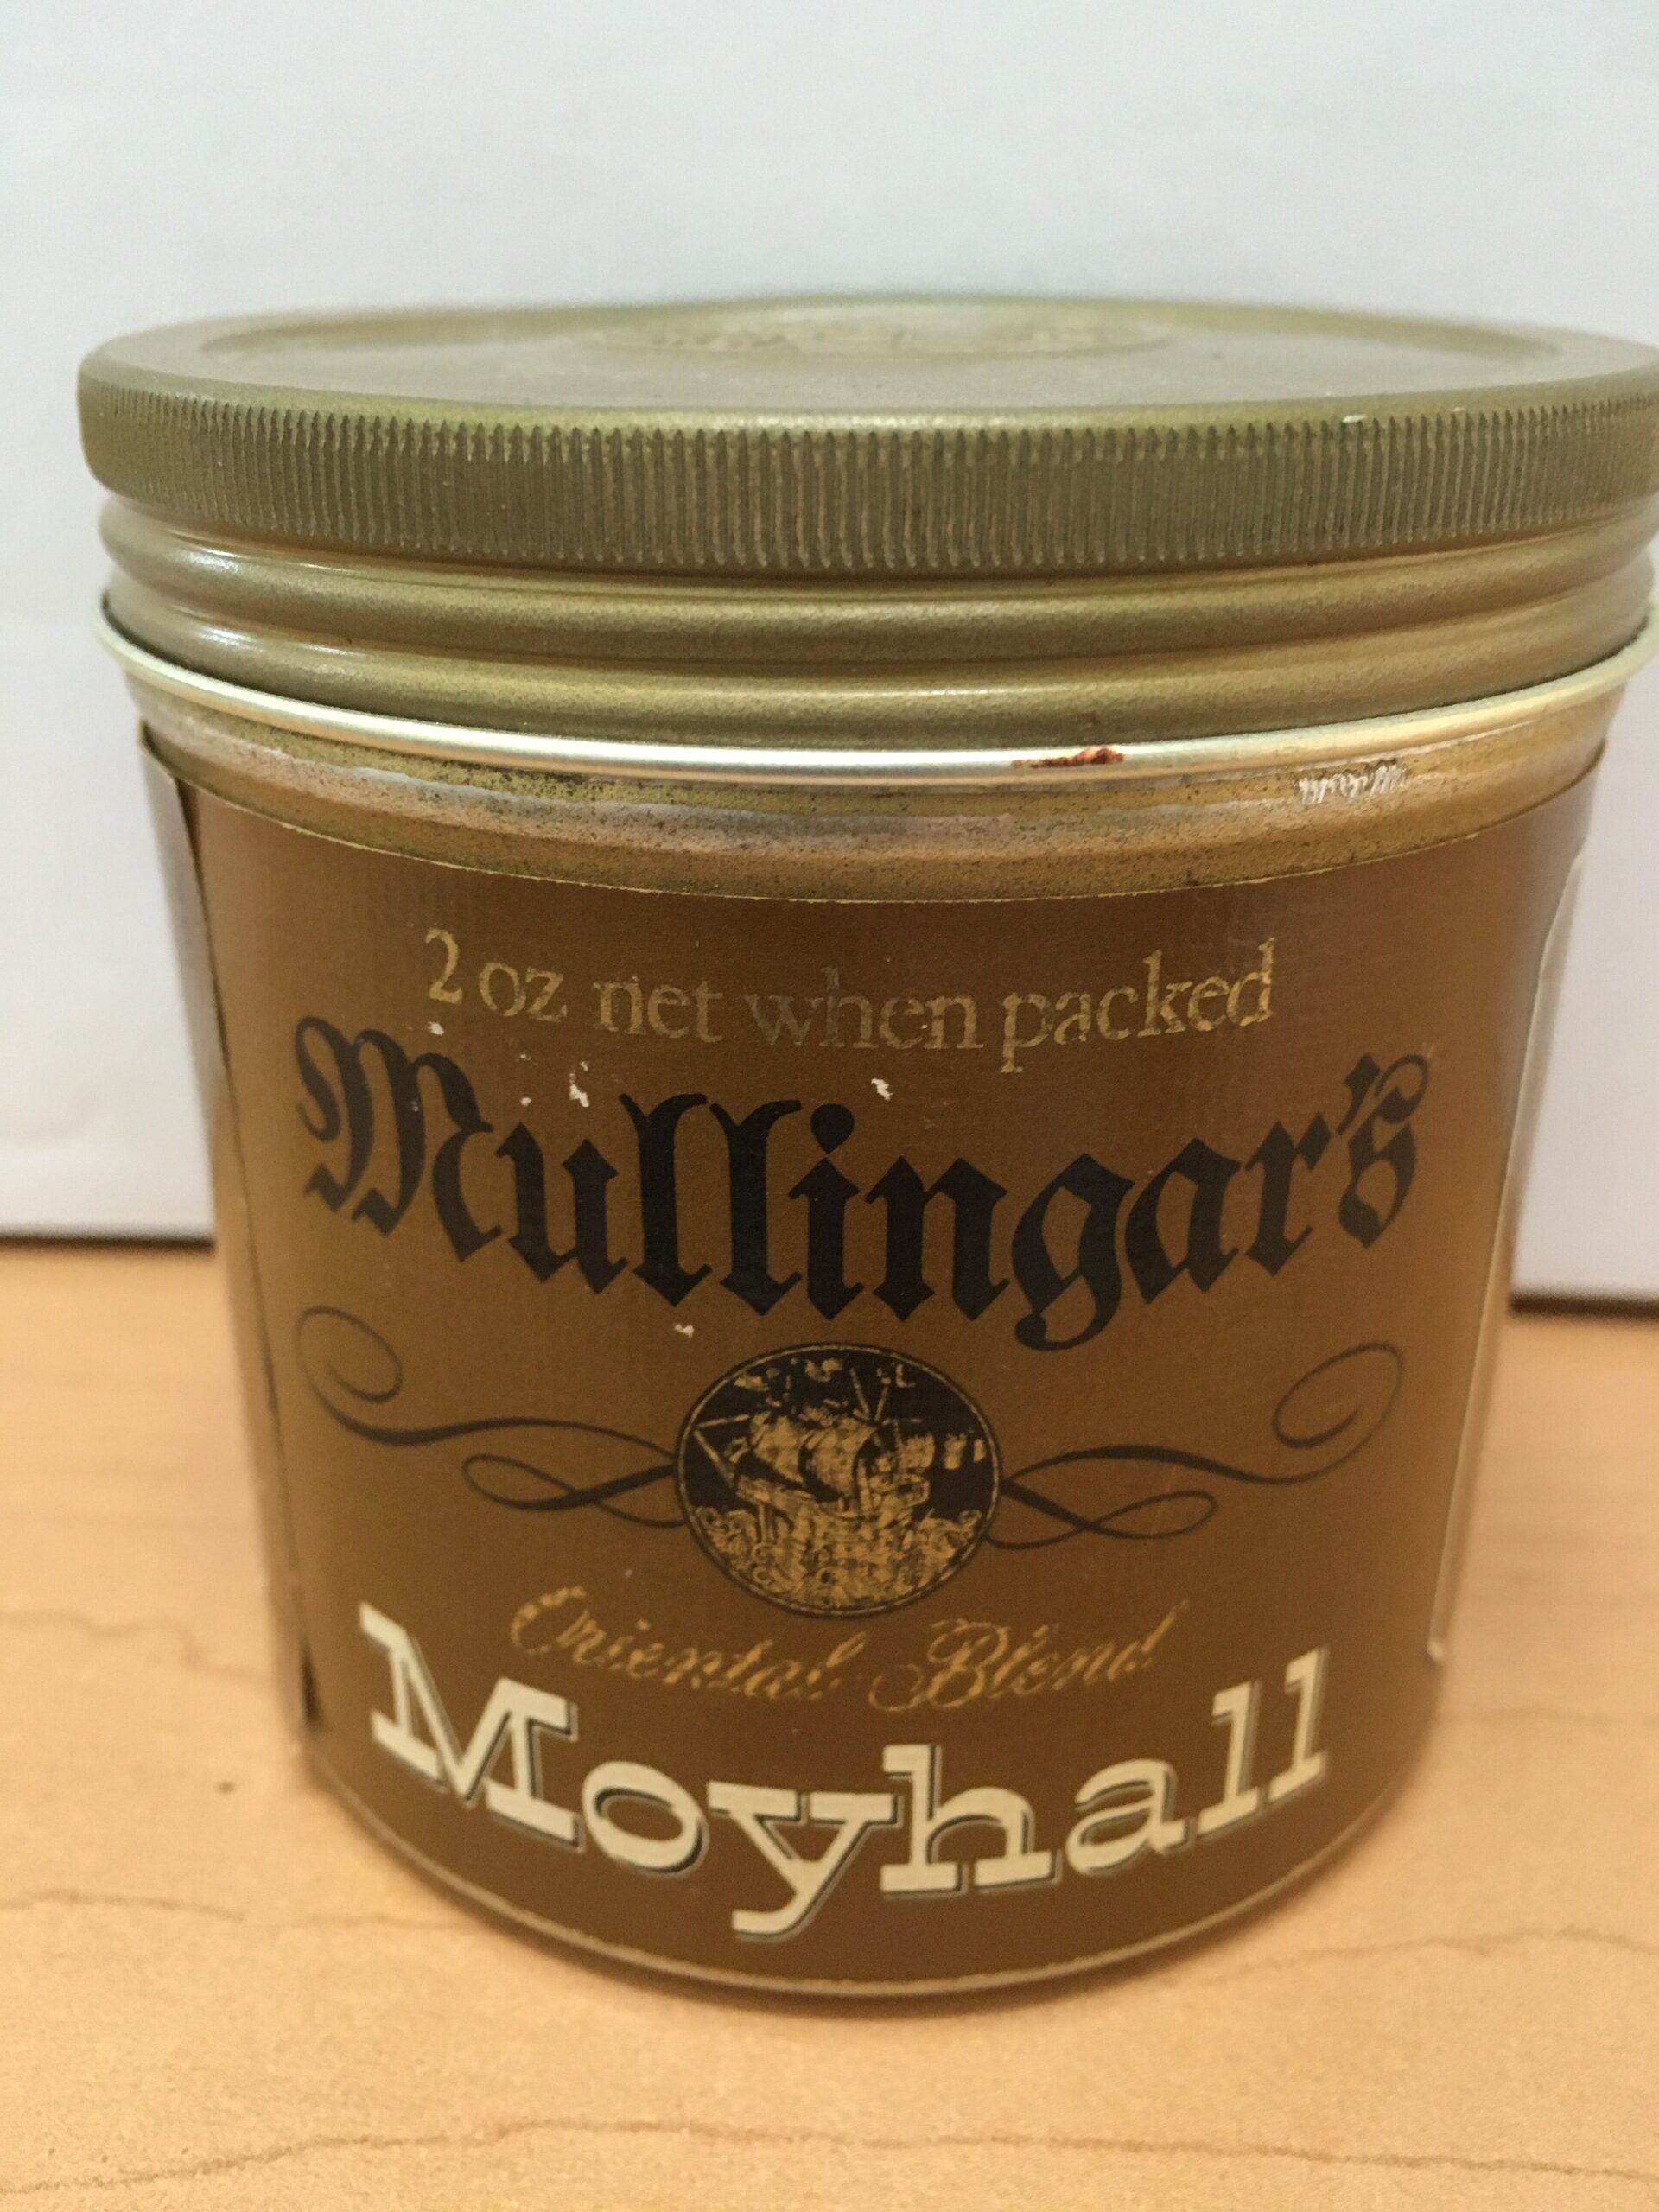 2 oz net when packed
Mullingar's
Oriental Blend
Moyhall